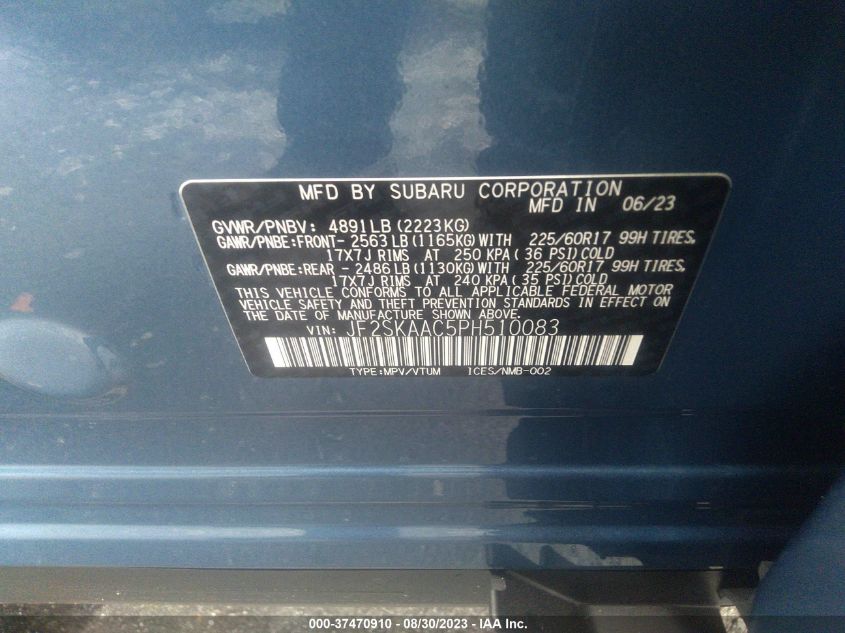 MFD BY SUBARU CORPORATION
MFD IN 06/23
GVWR/PNBV: 4891LB (2223KG)
GAWR/PNBE:FRONT- 2563LB (1165KG) WITH 225/60R17 99H TIRES,
17X7J RIMS AT 250 KPA ( 36 PSI) COLD
GAWR/PNBE:REAR - 2486LB (1130KG) WITH 225/60R17 99H TIRES,
17X7J RIMS AT 240 KPA ( 35 PSI) COLD
THIS VEHICLE CONFORMS TO ALL APPLICABLE FEDERAL MOTOR
VEHICLE SAFETY AND THEFT PREVENTION STANDARDS IN EFFECT ON
THE DATE OF MANUFACTURE SHOWN ABOVE.
VIN: JF2SKAAC5PH510083
TYPE:MPV/VTUM ICES/NMB-002
000-37470910 - 08/30/2023 - IAA Inc.